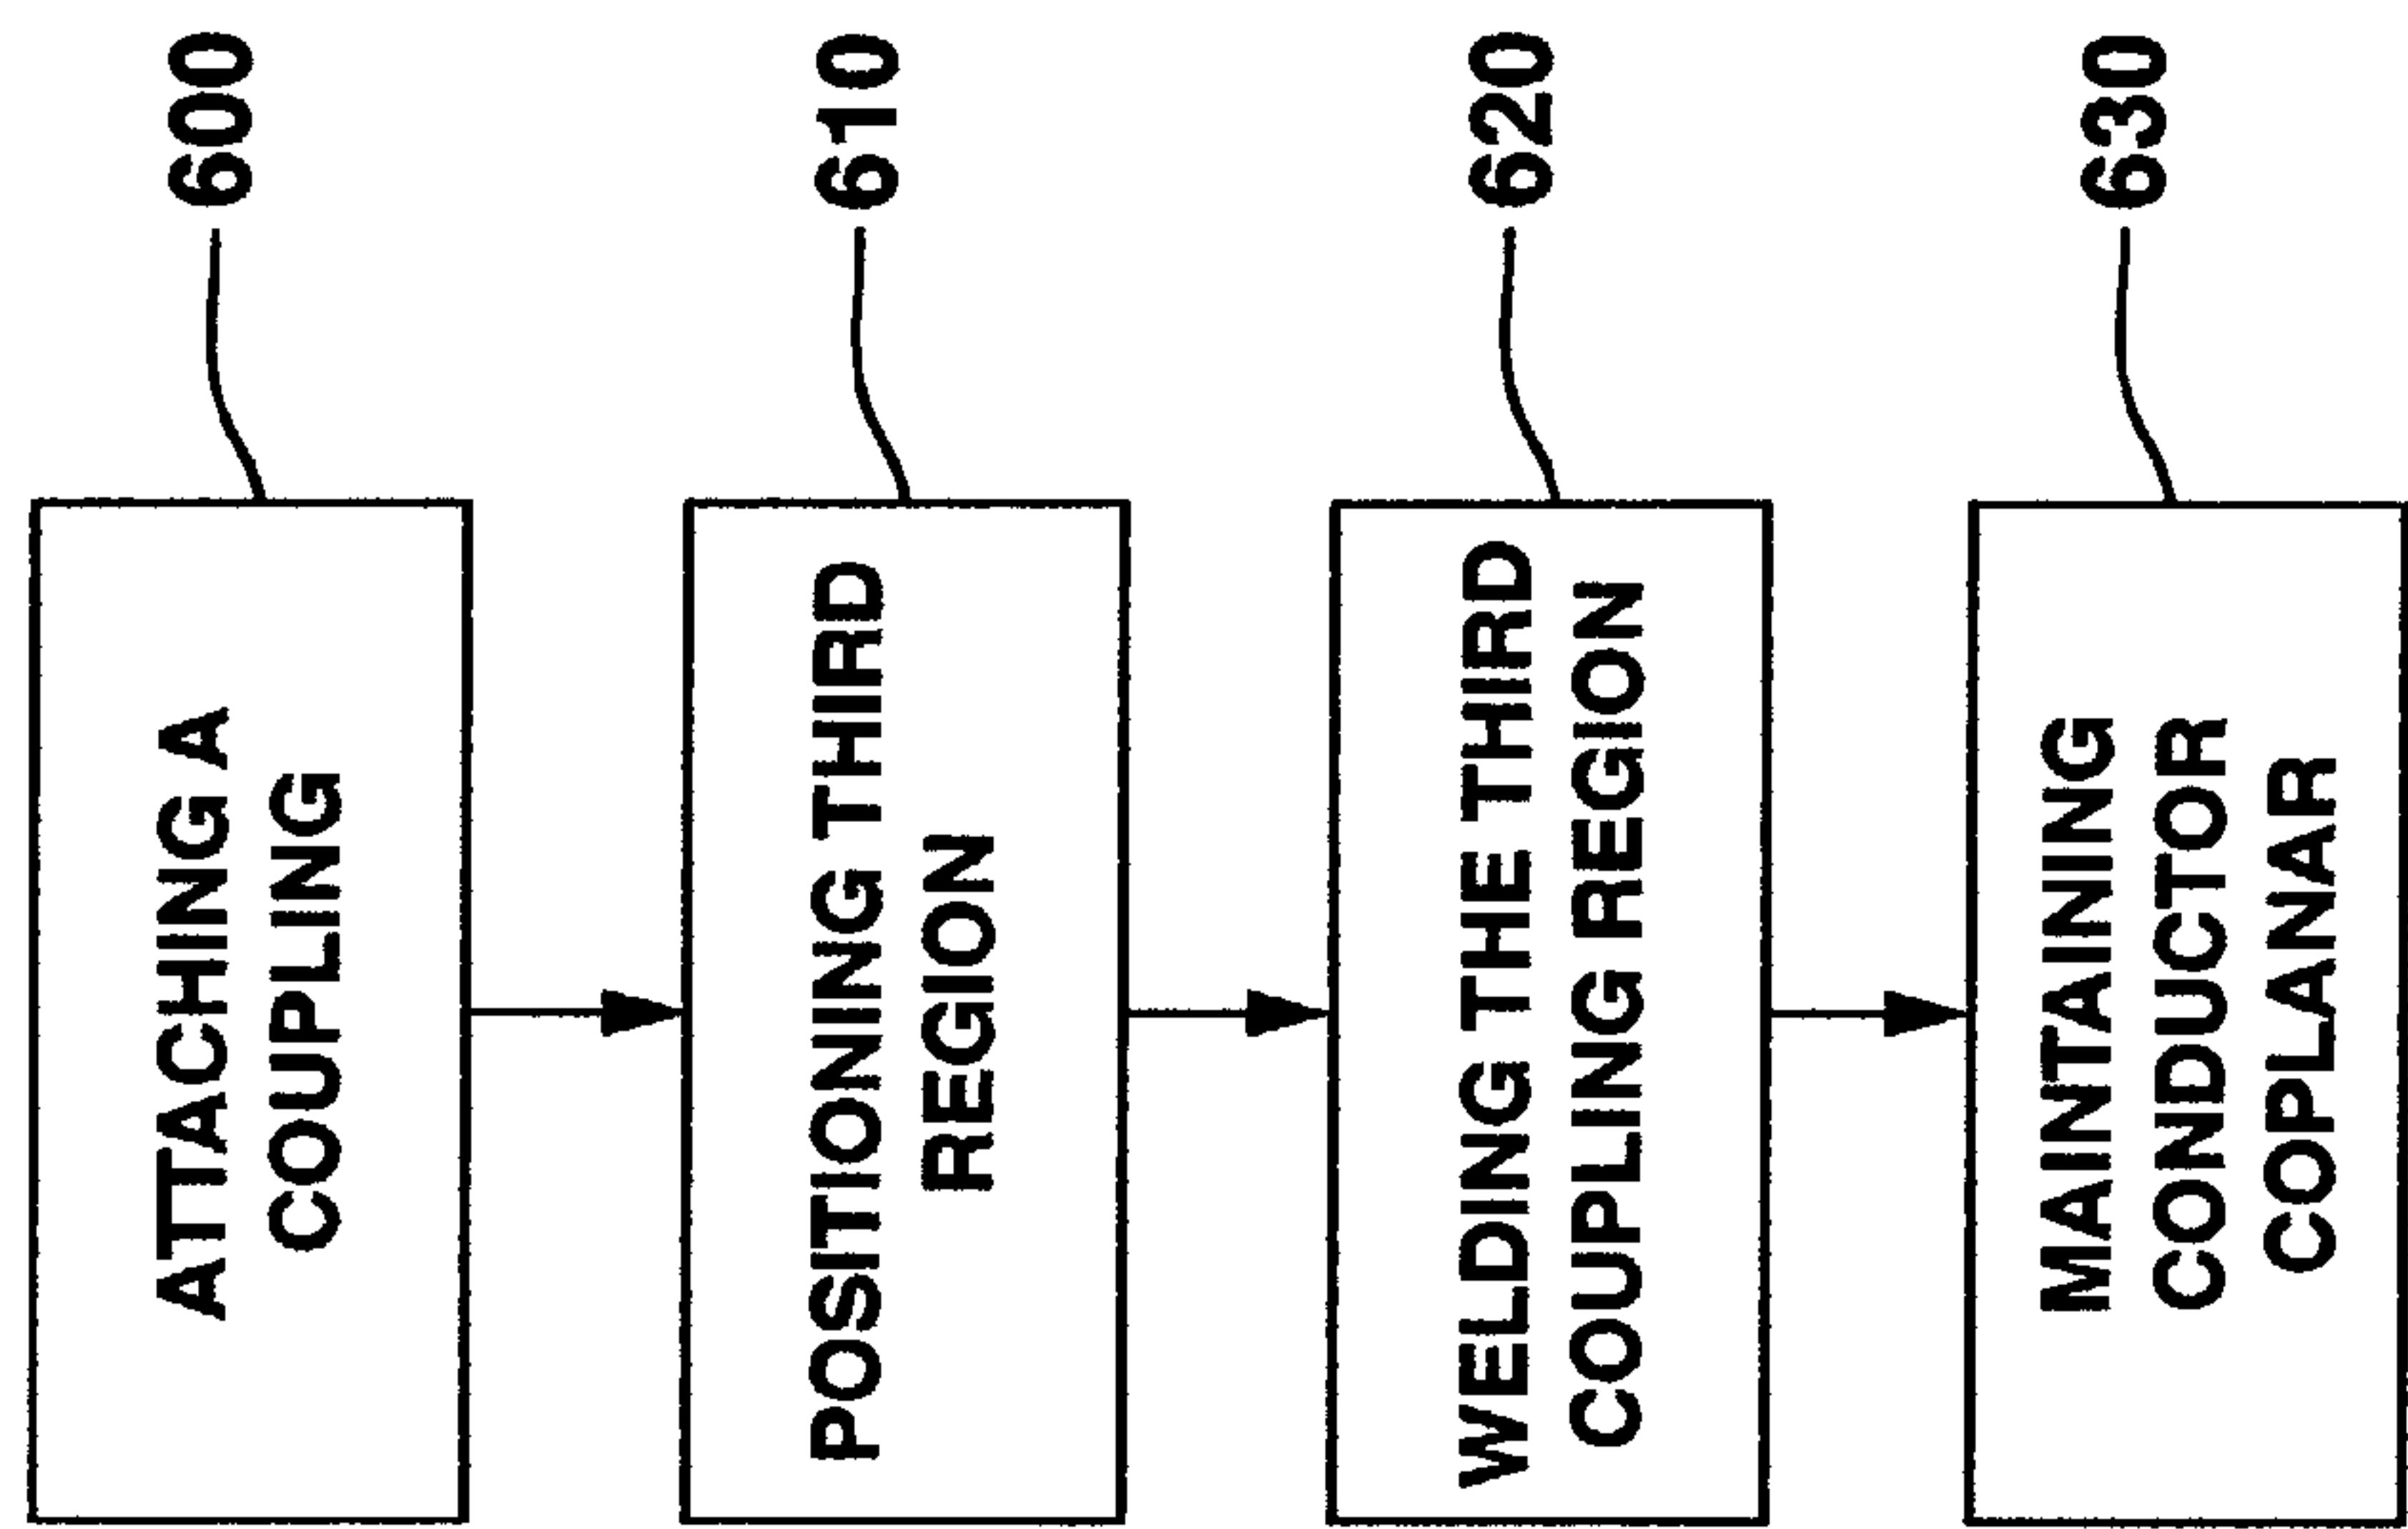 ATTACHING A
COUPLING
600
POSITIONING THIRD
REGION
610
WELDING THE THIRD
COUPLING REGION
620
MAINTAINING
CONDUCTOR
COPLANAR
630